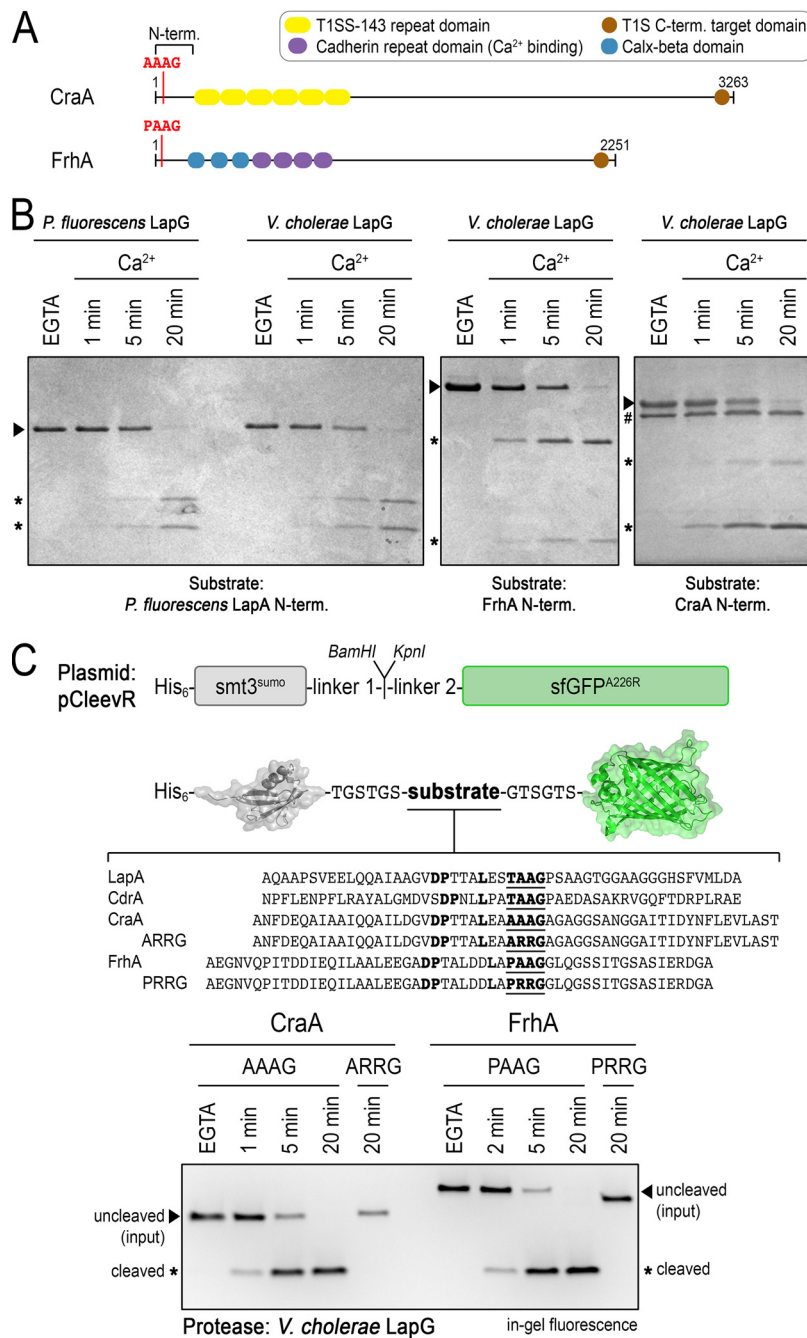 A
N-term.
T1SS-143 repeat domain
T1S C-term. target domain
Cadherin repeat domain (Ca2+ binding)
Calx-beta domain
AAAG
1
3263
CraA
PAAG
1
2251
FrhA
B
P. fluorescens LapG
V. cholerae LapG
V. cholerae LapG
V. cholerae LapG
Ca2+
Ca2+
Ca2+
Ca2+
EGTA
1 min
5 min
20 min
EGTA
1 min
5 min
20 min
EGTA
1 min
5 min
20 min
EGTA
1 min
5 min
20 min
*
*
*
*
#
*
*
Substrate:
P. fluorescens LapA N-term.
Substrate:
FrhA N-term.
Substrate:
CraA N-term.
C
BamHI KpnI
Plasmid:
pCleevR
His6-smt3sumo-linker 1--linker 2-sfGFPA226R
His6- -TGSTGS-substrate-GTSGTS-
LapA AQAAPSVEELQQAIAAGVDPTTALESTAAGPSAAGTGGAAGGGHSFVMLDA
CdrA NPFLENPFLRAYALGMDVSDPNLLPATAAGPAEDASAKRVGQFTDRPLRAE
CraA ANFDEQAIAAIQAILDGVDPTTALEAAAAGAGAGGSANGGAITIDYNFLEVLAST
ARRG ANFDEQAIAAIQAILDGVDPTTALEAARRGAGAGGSANGGAITIDYNFLEVLAST
FrhA AEGNVQPITDDIEQILAALEEGADPTALDDLAPAAGGLQGSSITGSASIERDGA
PRRG AEGNVQPITDDIEQILAALEEGADPTALDDLAPRRGGLQGSSITGSASIERDGA
CraA
FrhA
AAAG
ARRG
PAAG
PRRG
EGTA
1 min
5 min
20 min
20 min
EGTA
2 min
5 min
20 min
20 min
uncleaved
(input)
cleaved *
uncleaved
(input)
* cleaved
Protease: V. cholerae LapG
in-gel fluorescence